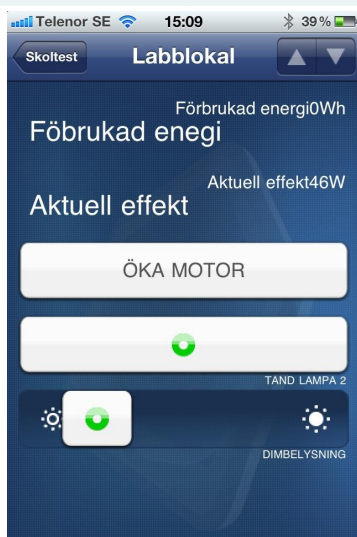 Telenor SE 15:09 39 %
Skoltest Labblokal
Förbrukad energi0Wh
Föbrukad enegi
Aktuell effekt46W
Aktuell effekt
ÖKA MOTOR
TAND LAMPA 2
DIMBELYSNING